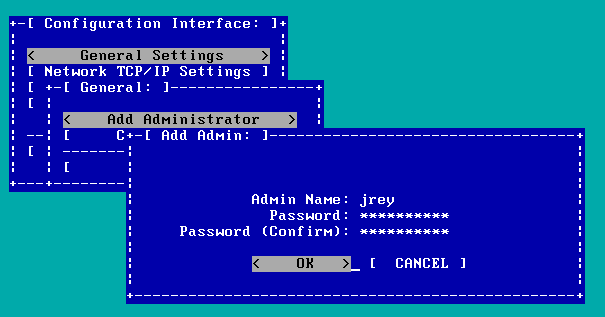 [ Configuration Interface: ]
< General Settings >
[ Network TCP/IP Settings ]
[ General: ]
< Add Administrator >
[ Add Admin: ]
Admin Name: jrey
Password: **********
Password (Confirm): **********
< OK >_ [ CANCEL ]